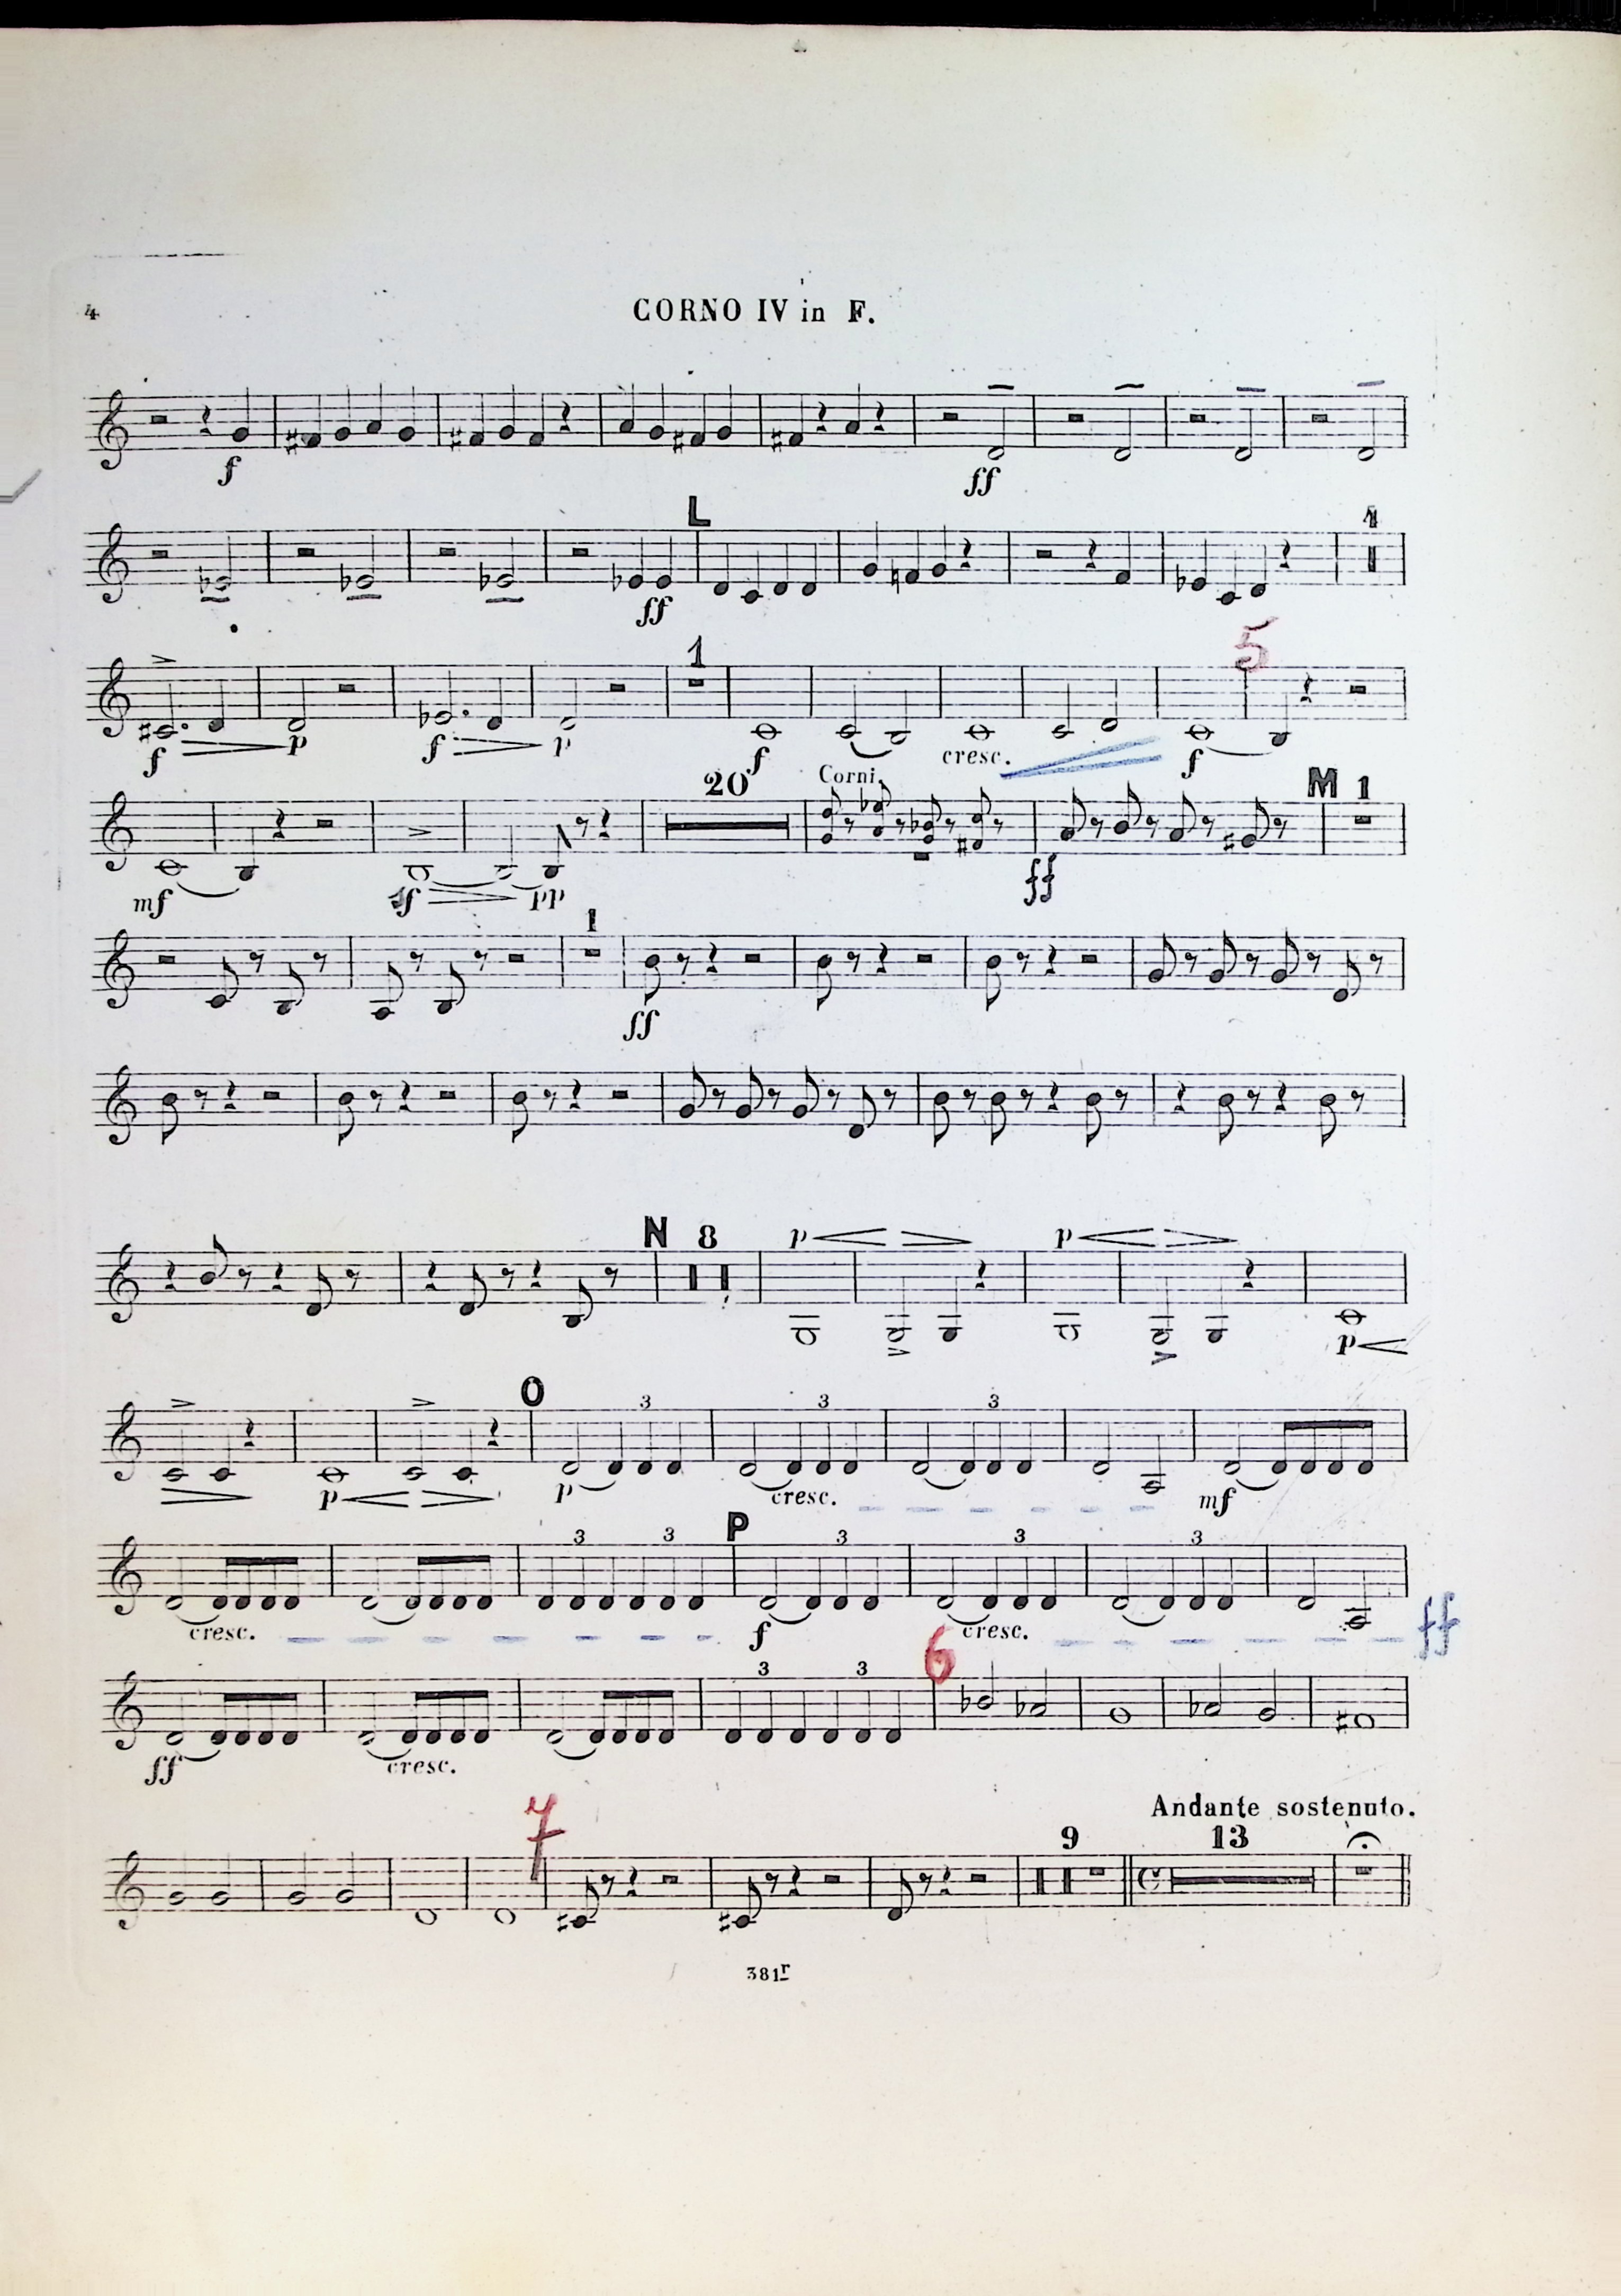 4
CORNO IV in F.
f
ff
L
4
ff
1
5
f
p
f
p
f
cresc.
f
20
Corni.
M 1
mf
sf
pp
ff
1
ff
N 8
p
p
p
O
3
3
3
p
p
cresc.
mf
3
3
P
3
3
3
cresc.
f
cresc.
ff
3
3
6
ff
cresc.
Andante sostenuto.
7
9
13
381r